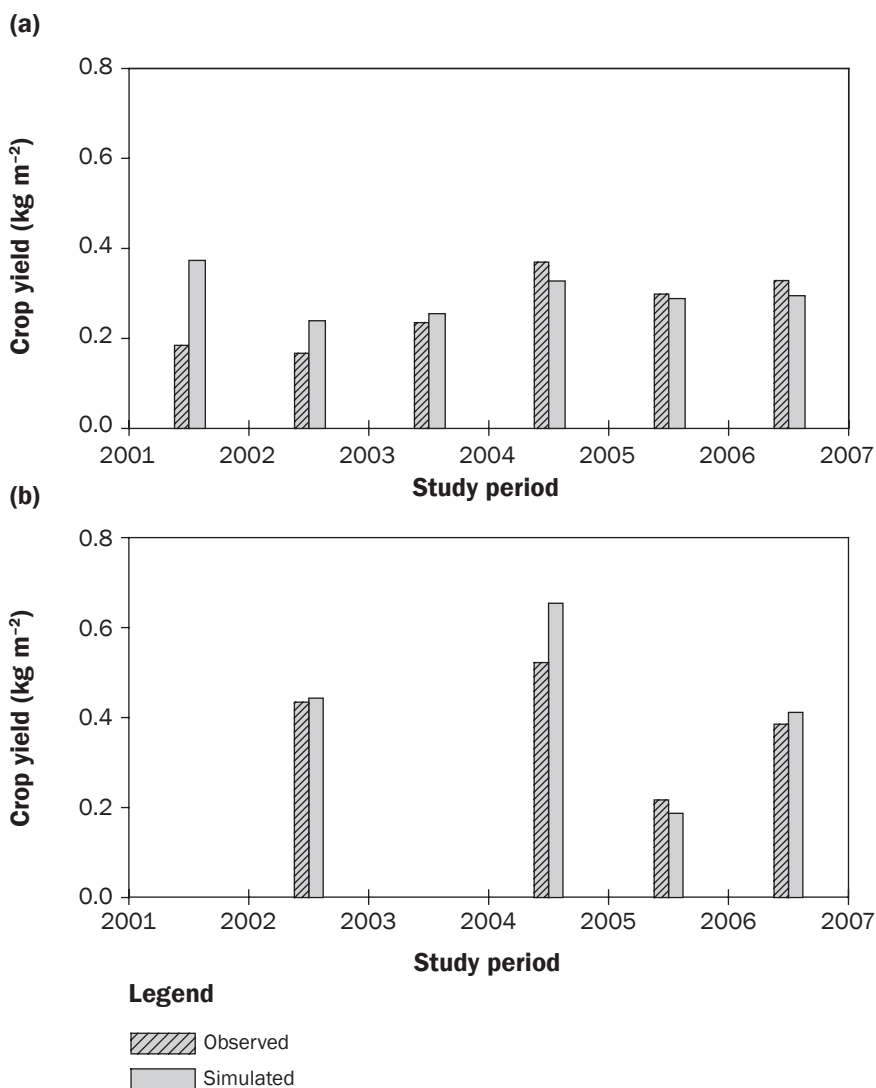 (a)
Crop yield (kg m⁻²)
0.8
0.6
0.4
0.2
0.0
2001 2002 2003 2004 2005 2006 2007
Study period
(b)
Crop yield (kg m⁻²)
0.8
0.6
0.4
0.2
0.0
2001 2002 2003 2004 2005 2006 2007
Study period
Legend
Observed
Simulated